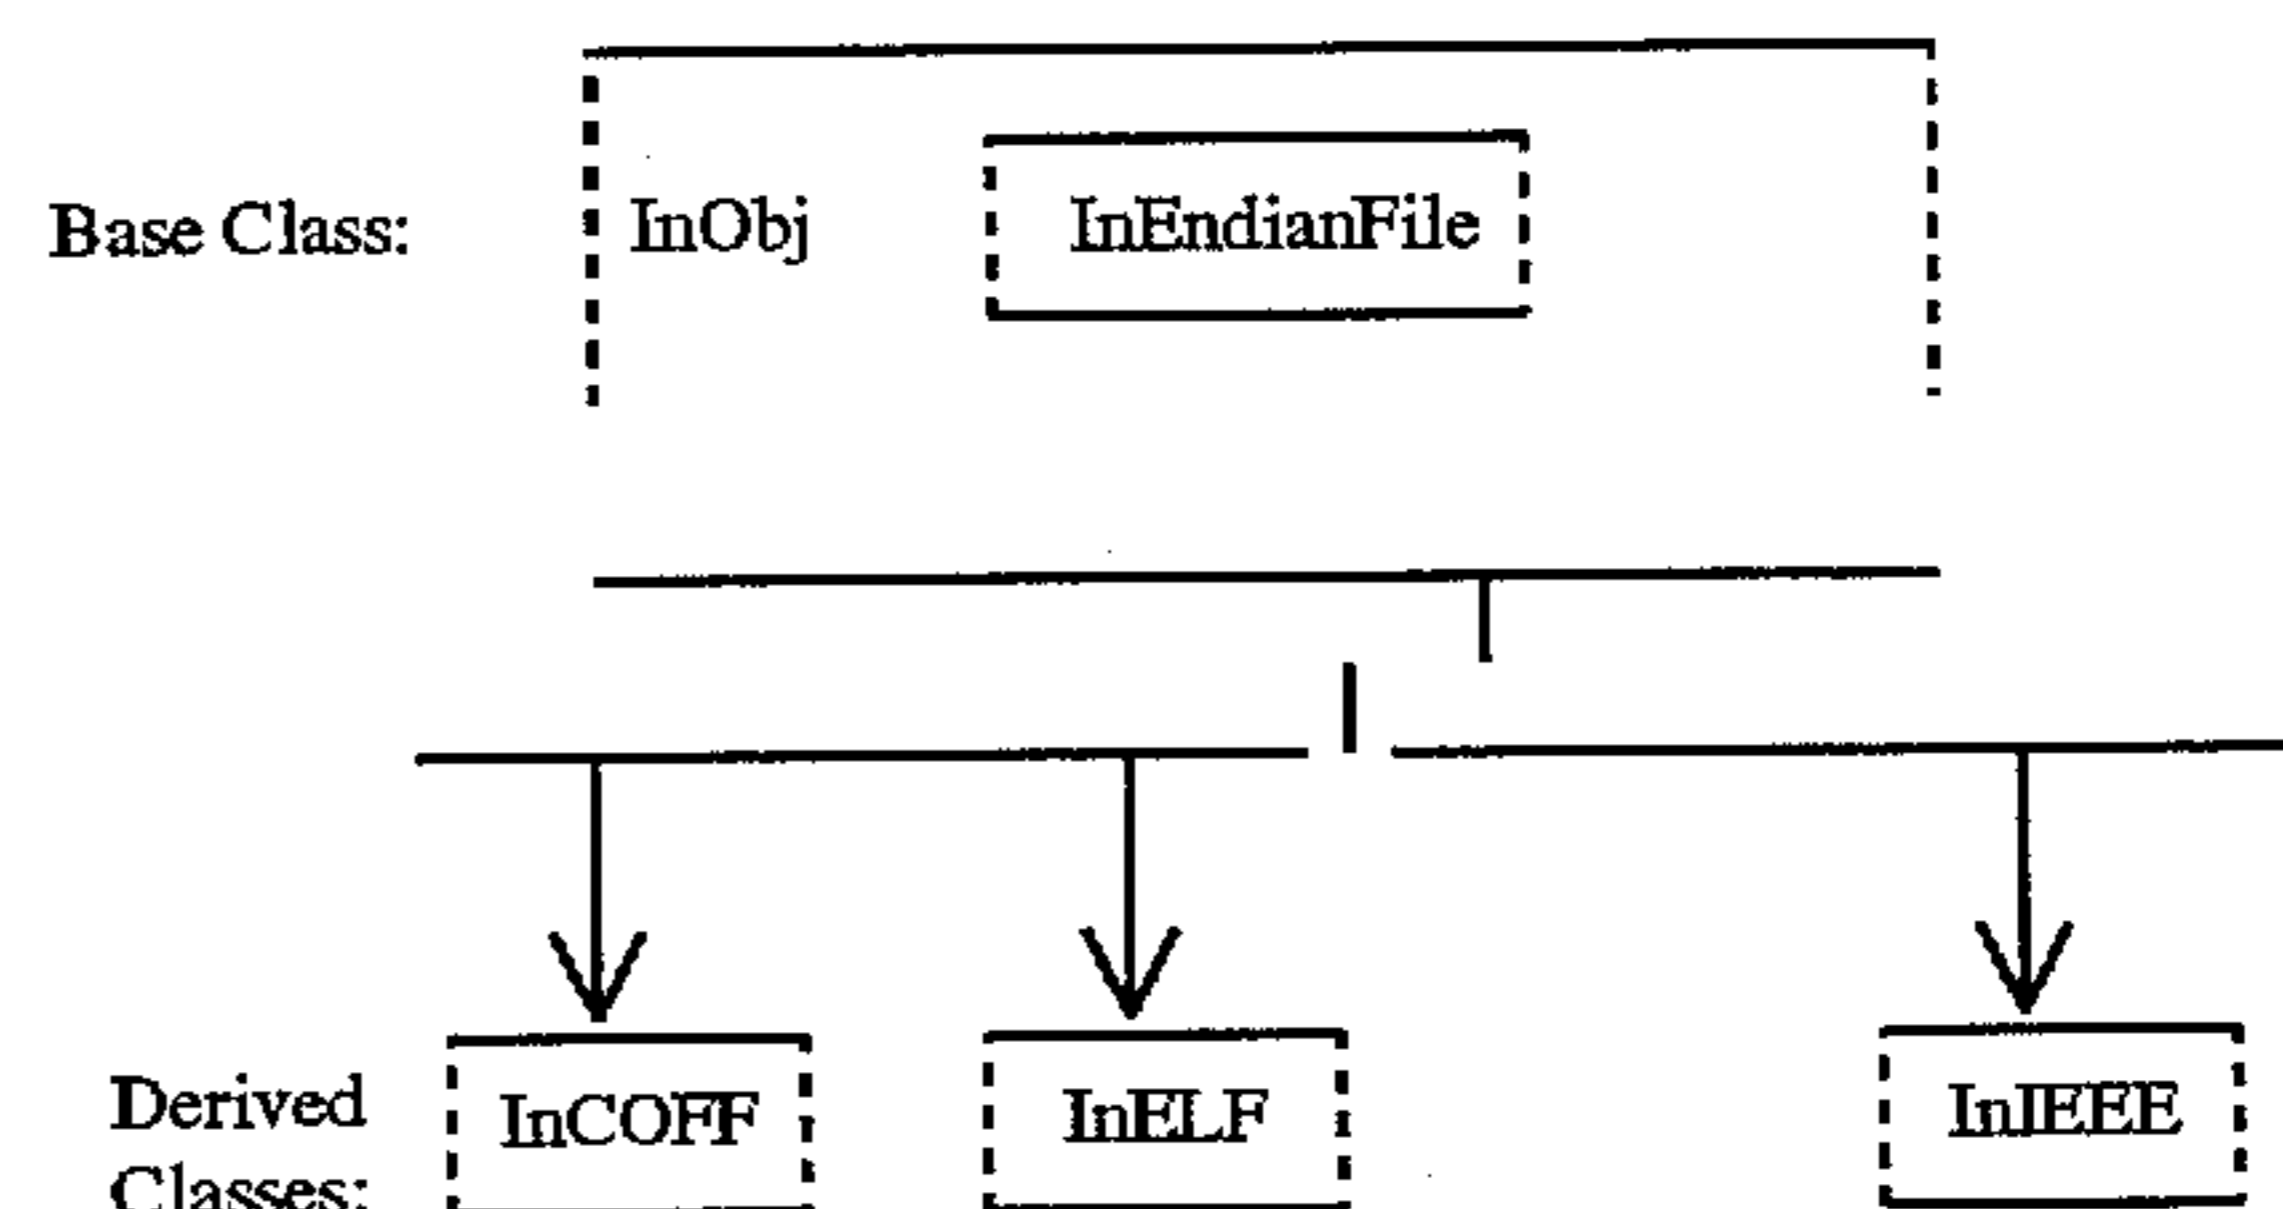 Base Class: InObj InEndianFile
Derived InCOFF InELF InIEEE
Classes: